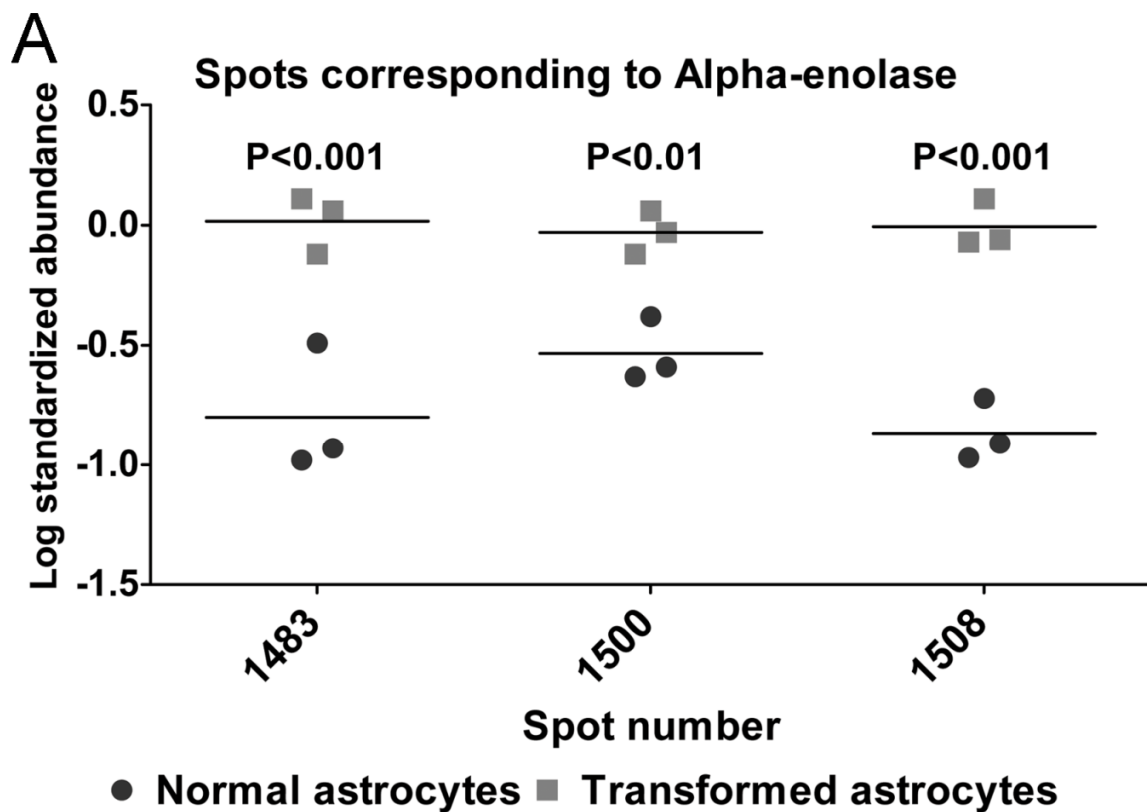 A
Spots corresponding to Alpha-enolase
Log standardized abundance
0.5
0.0
-0.5
-1.0
-1.5
P<0.001 P<0.01 P<0.001
1483 1500 1508
Spot number
Normal astrocytes Transformed astrocytes